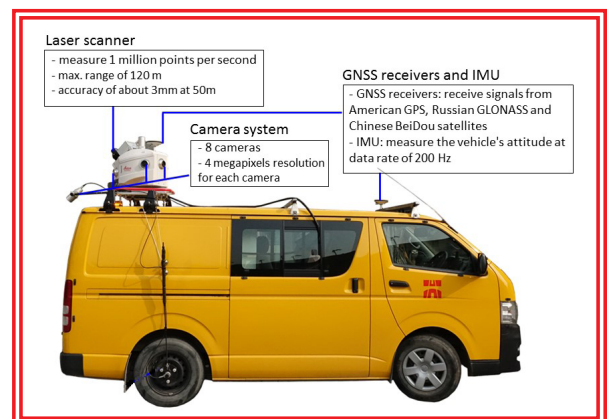 Laser scanner
- measure 1 million points per second
- max. range of 120 m
- accuracy of about 3mm at 50m
GNSS receivers and IMU
- GNSS receivers: receive signals from
American GPS, Russian GLONASS and
Chinese BeiDou satellites
- IMU: measure the vehicle's attitude at
data rate of 200 Hz
Camera system
- 8 cameras
- 4 megapixels resolution
for each camera